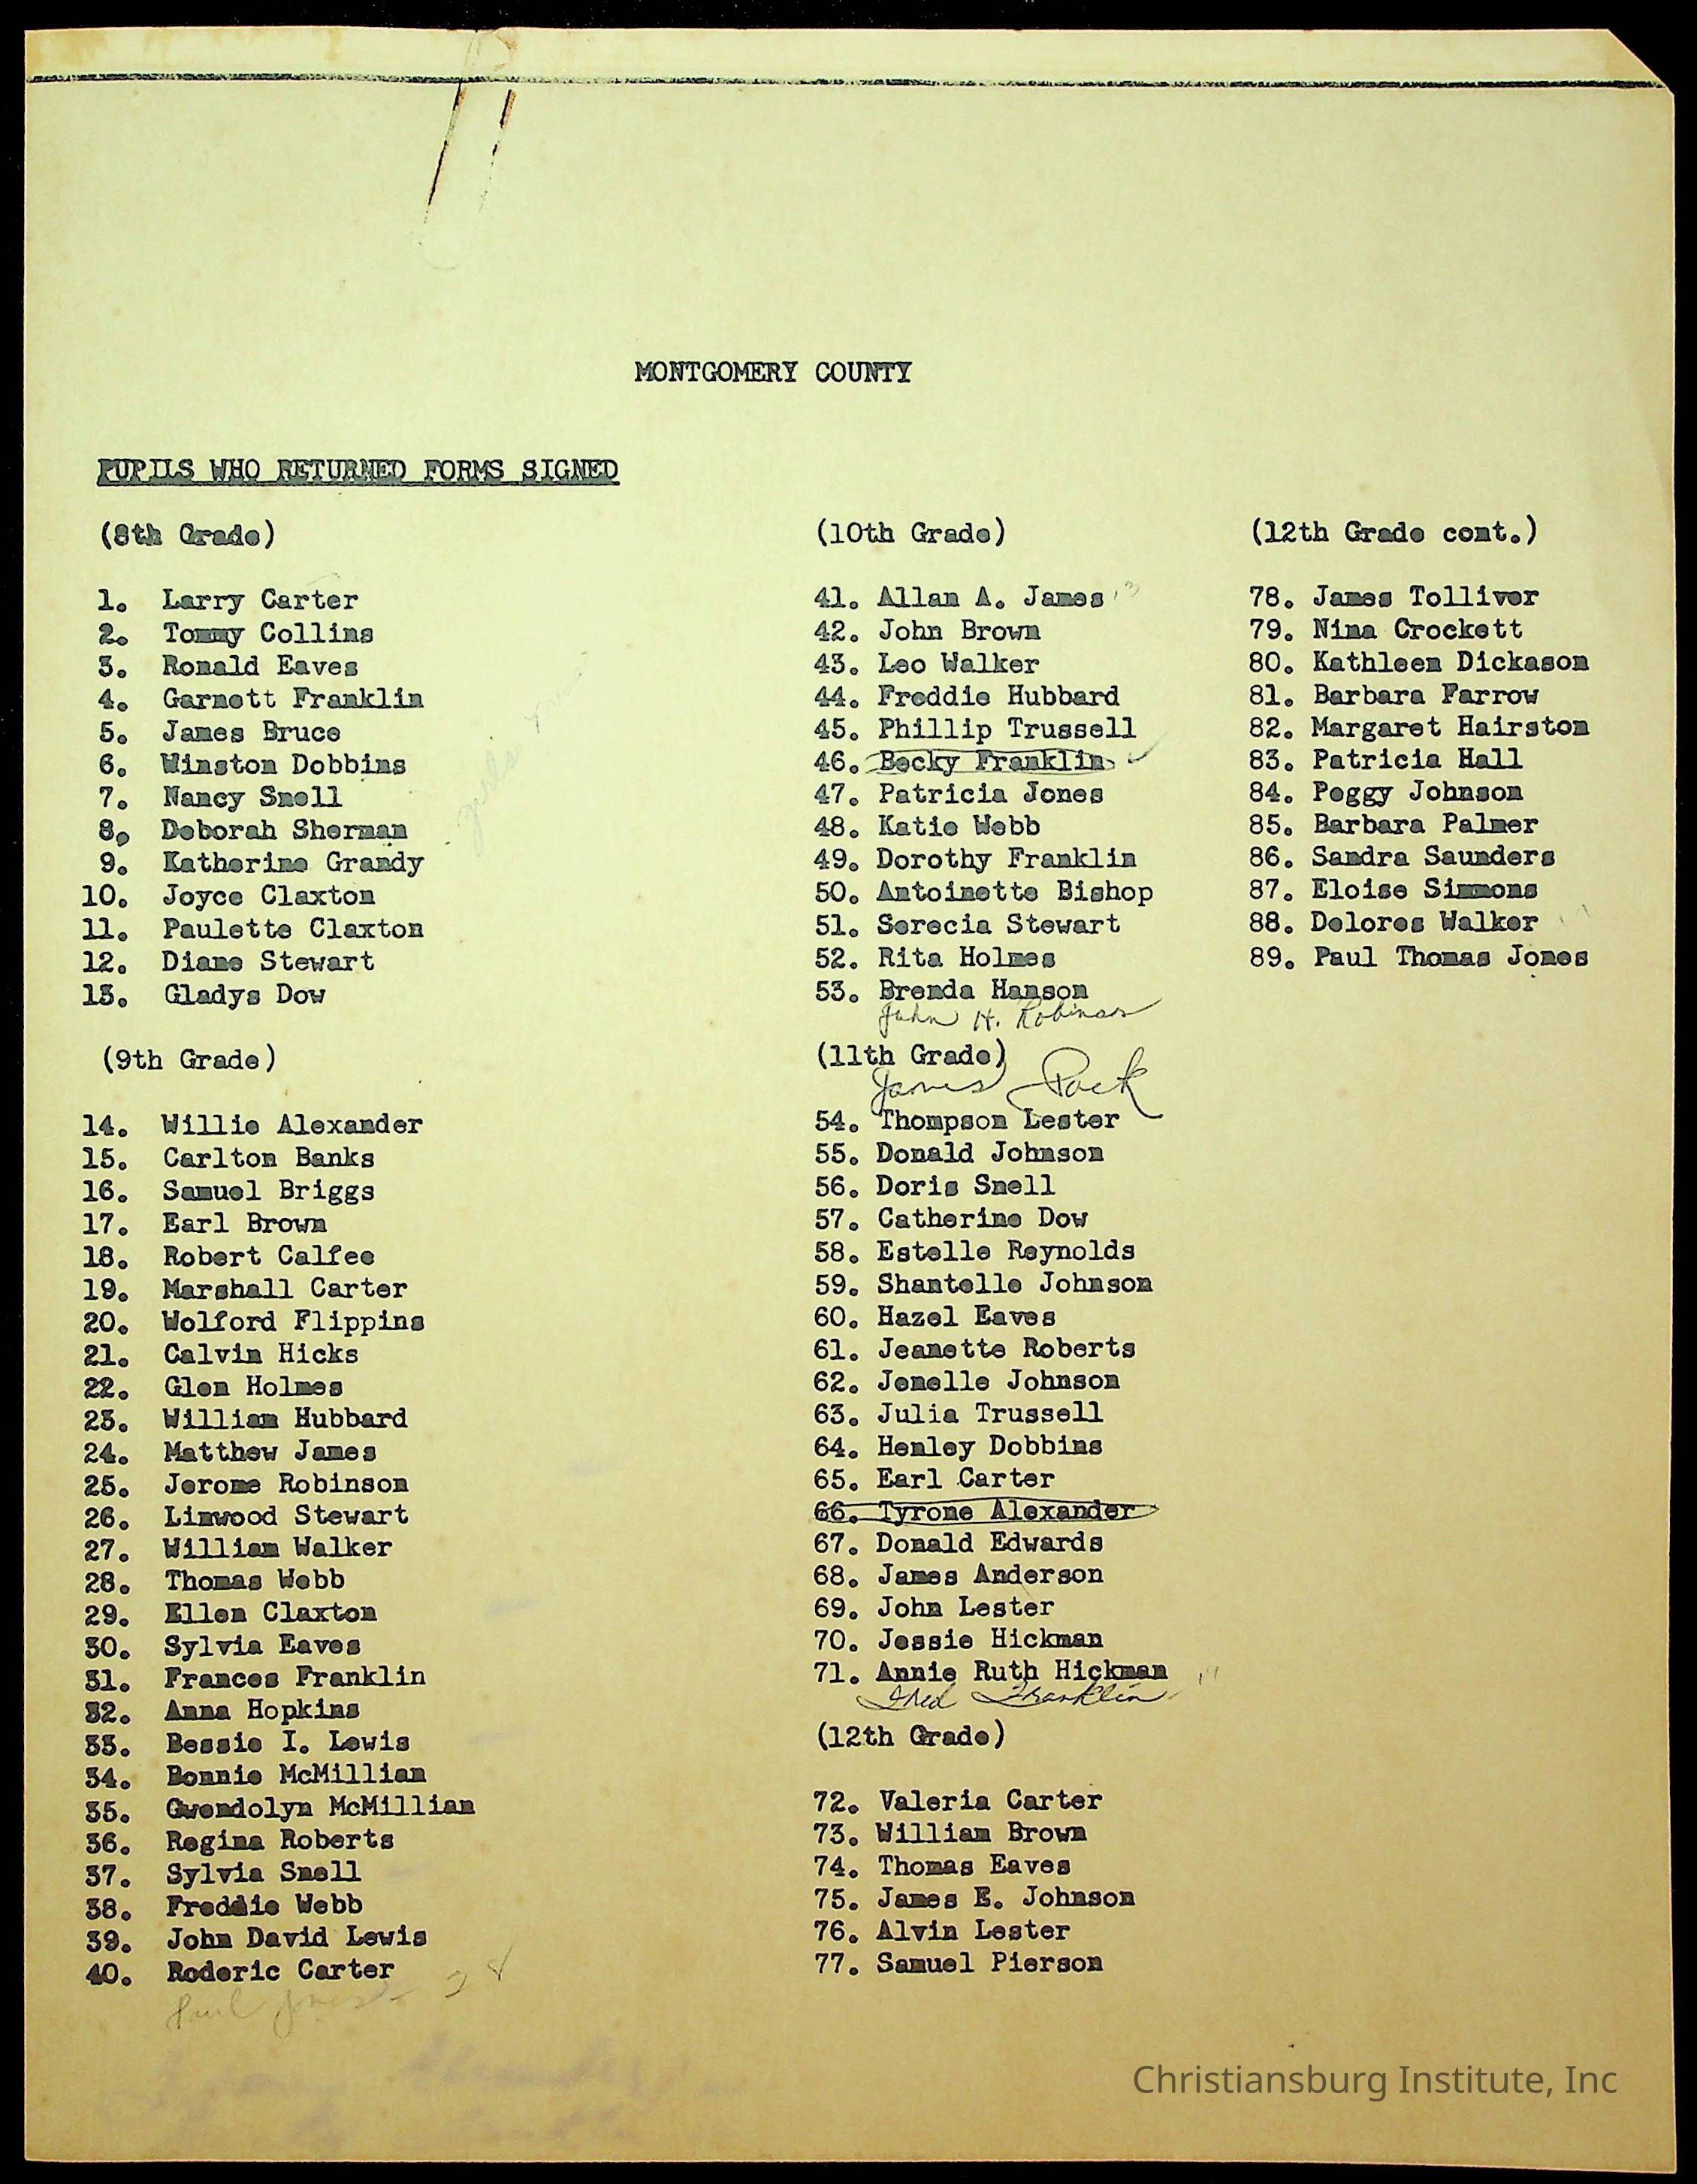 MONTGOMERY COUNTY
PUPILS WHO RETURNED FORMS SIGNED
(8th Grade)
1. Larry Carter
2. Tommy Collins
3. Ronald Eaves
4. Garnett Franklin
5. James Bruce
6. Winston Dobbins
7. Nancy Snell
8. Deborah Sherman
9. Katherine Grandy
10. Joyce Claxton
11. Paulette Claxton
12. Diane Stewart
13. Gladys Dow
(9th Grade)
14. Willie Alexander
15. Carlton Banks
16. Samuel Briggs
17. Earl Brown
18. Robert Calfee
19. Marshall Carter
20. Wolford Flippins
21. Calvin Hicks
22. Glen Holmes
23. William Hubbard
24. Matthew James
25. Jerome Robinson
26. Linwood Stewart
27. William Walker
28. Thomas Webb
29. Ellen Claxton
30. Sylvia Eaves
31. Frances Franklin
32. Anna Hopkins
33. Bessie I. Lewis
34. Bonnie McMillian
35. Gwendolyn McMillian
36. Regina Roberts
37. Sylvia Snell
38. Freddie Webb
39. John David Lewis
40. Roderic Carter
Paul Jones 28
(10th Grade)
41. Allan A. James 13
42. John Brown
43. Leo Walker
44. Freddie Hubbard
45. Phillip Trussell
46. Becky Franklin
47. Patricia Jones
48. Katie Webb
49. Dorothy Franklin
50. Antoinette Bishop
51. Serecia Stewart
52. Rita Holmes
53. Brenda Hanson
John H. Robinson
(11th Grade)
James Pack
54. Thompson Lester
55. Donald Johnson
56. Doris Snell
57. Catherine Dow
58. Estelle Reynolds
59. Shantelle Johnson
60. Hazel Eaves
61. Jeanette Roberts
62. Jenelle Johnson
63. Julia Trussell
64. Henley Dobbins
65. Earl Carter
66. Tyrone Alexander
67. Donald Edwards
68. James Anderson
69. John Lester
70. Jessie Hickman
71. Annie Ruth Hickman
Fred Franklin
(12th Grade)
72. Valeria Carter
73. William Brown
74. Thomas Eaves
75. James E. Johnson
76. Alvin Lester
77. Samuel Pierson
(12th Grade cont.)
78. James Tolliver
79. Nina Crockett
80. Kathleen Dickason
81. Barbara Farrow
82. Margaret Hairston
83. Patricia Hall
84. Peggy Johnson
85. Barbara Palmer
86. Sandra Saunders
87. Eloise Simmons
88. Delores Walker
89. Paul Thomas Jones
Christiansburg Institute, Inc